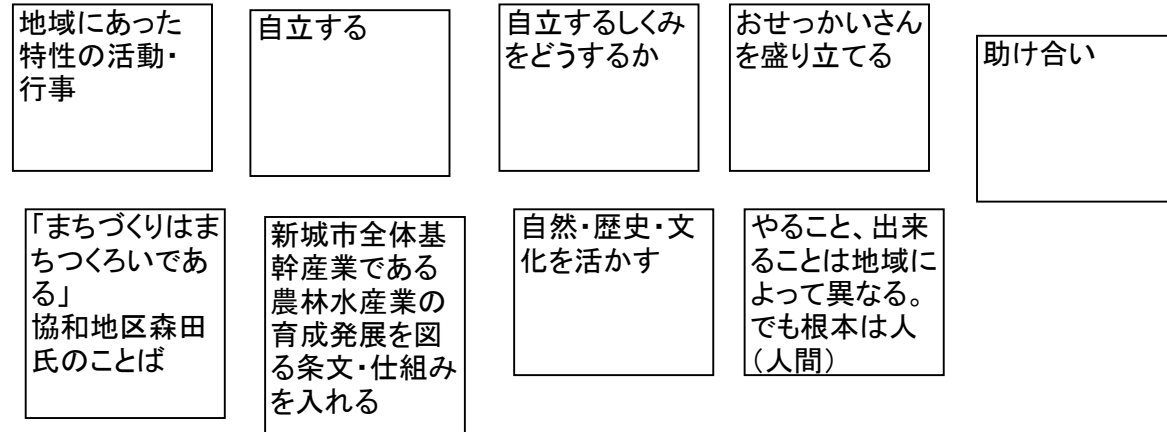 地域にあった
特性の活動・
行事
自立する
自立するしくみ
をどうするか
おせっかいさん
を盛り立てる
助け合い
「まちづくりはま
ちつくろいであ
る」
協和地区森田
氏のことば
新城市全体基
幹産業である
農林水産業の
育成発展を図
る条文・仕組み
を入れる
自然・歴史・文
化を活かす
やること、出来
ることは地域に
よって異なる。
でも根本は人
(人間)